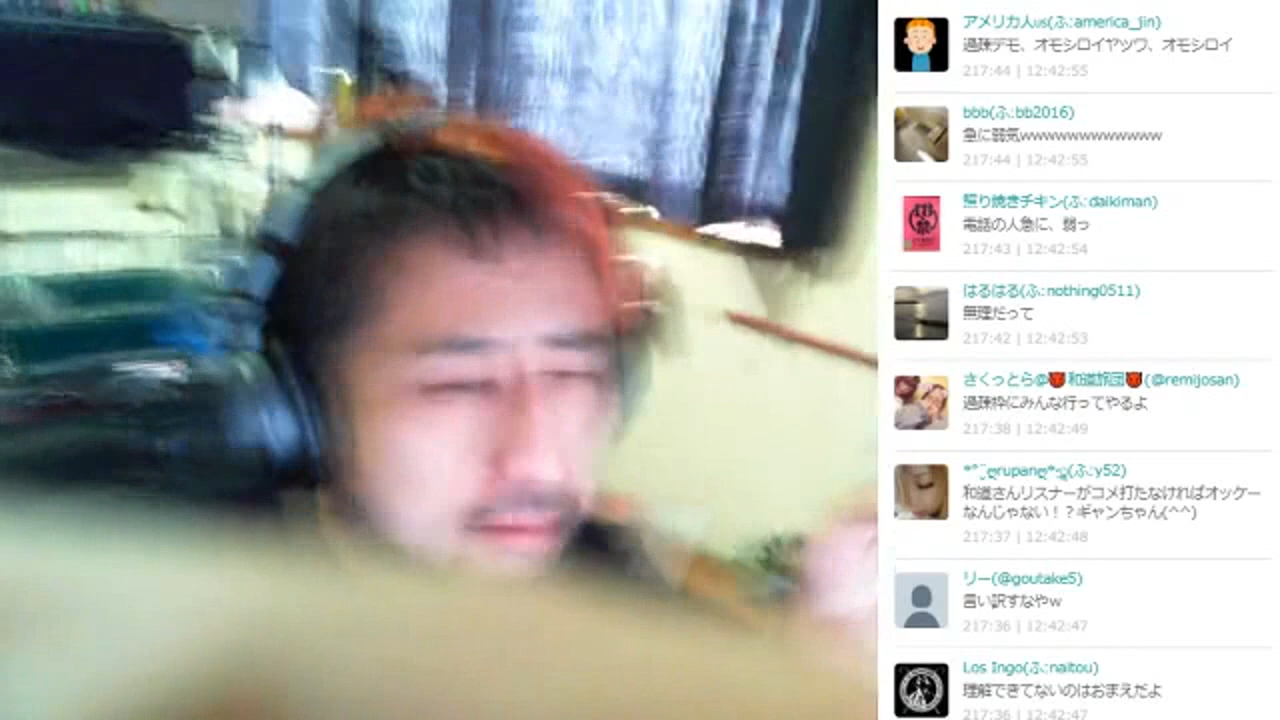 アメリカ人us(ふ:america_jin)
過疎デモ、オモシロイヤツワ、オモシロイ
217:44 | 12:42:55
bbb(ふ:bb2016)
急に弱気wwwwwwwwwwwww
217:44 | 12:42:55
照り焼きチキン(ふ:daikiman)
電話の人急に、弱っ
217:43 | 12:42:54
はるはる(ふ:nothing0511)
無理だって
217:42 | 12:42:53
さくっとら@👹和道旅団👹(@remijosan)
過疎枠にみんな行ってやるよ
217:38 | 12:42:49
rupan(ふ:y52)
和道さんリスナーがコメ打たなければオッケー
なんじゃない！？ギャンちゃん(^^)
217:37 | 12:42:48
リー(@goutake5)
言い訳すなやw
217:36 | 12:42:47
Los Ingo(ふ:naitou)
理解できてないのはおまえだよ
217:36 | 12:42:47